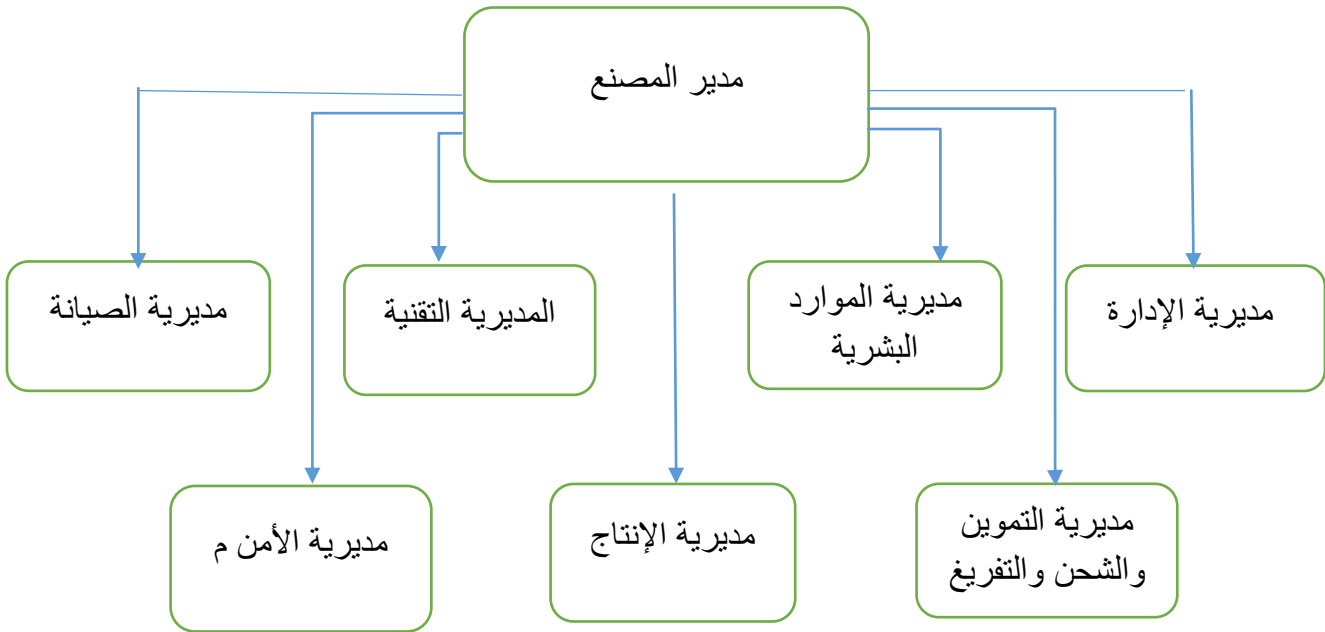 مدير المصنع
مديرية الإدارة
مديرية الموارد
البشرية
المديرية التقنية
مديرية الصيانة
مديرية التموين
والشحن والتفريغ
مديرية الإنتاج
مديرية الأمن م